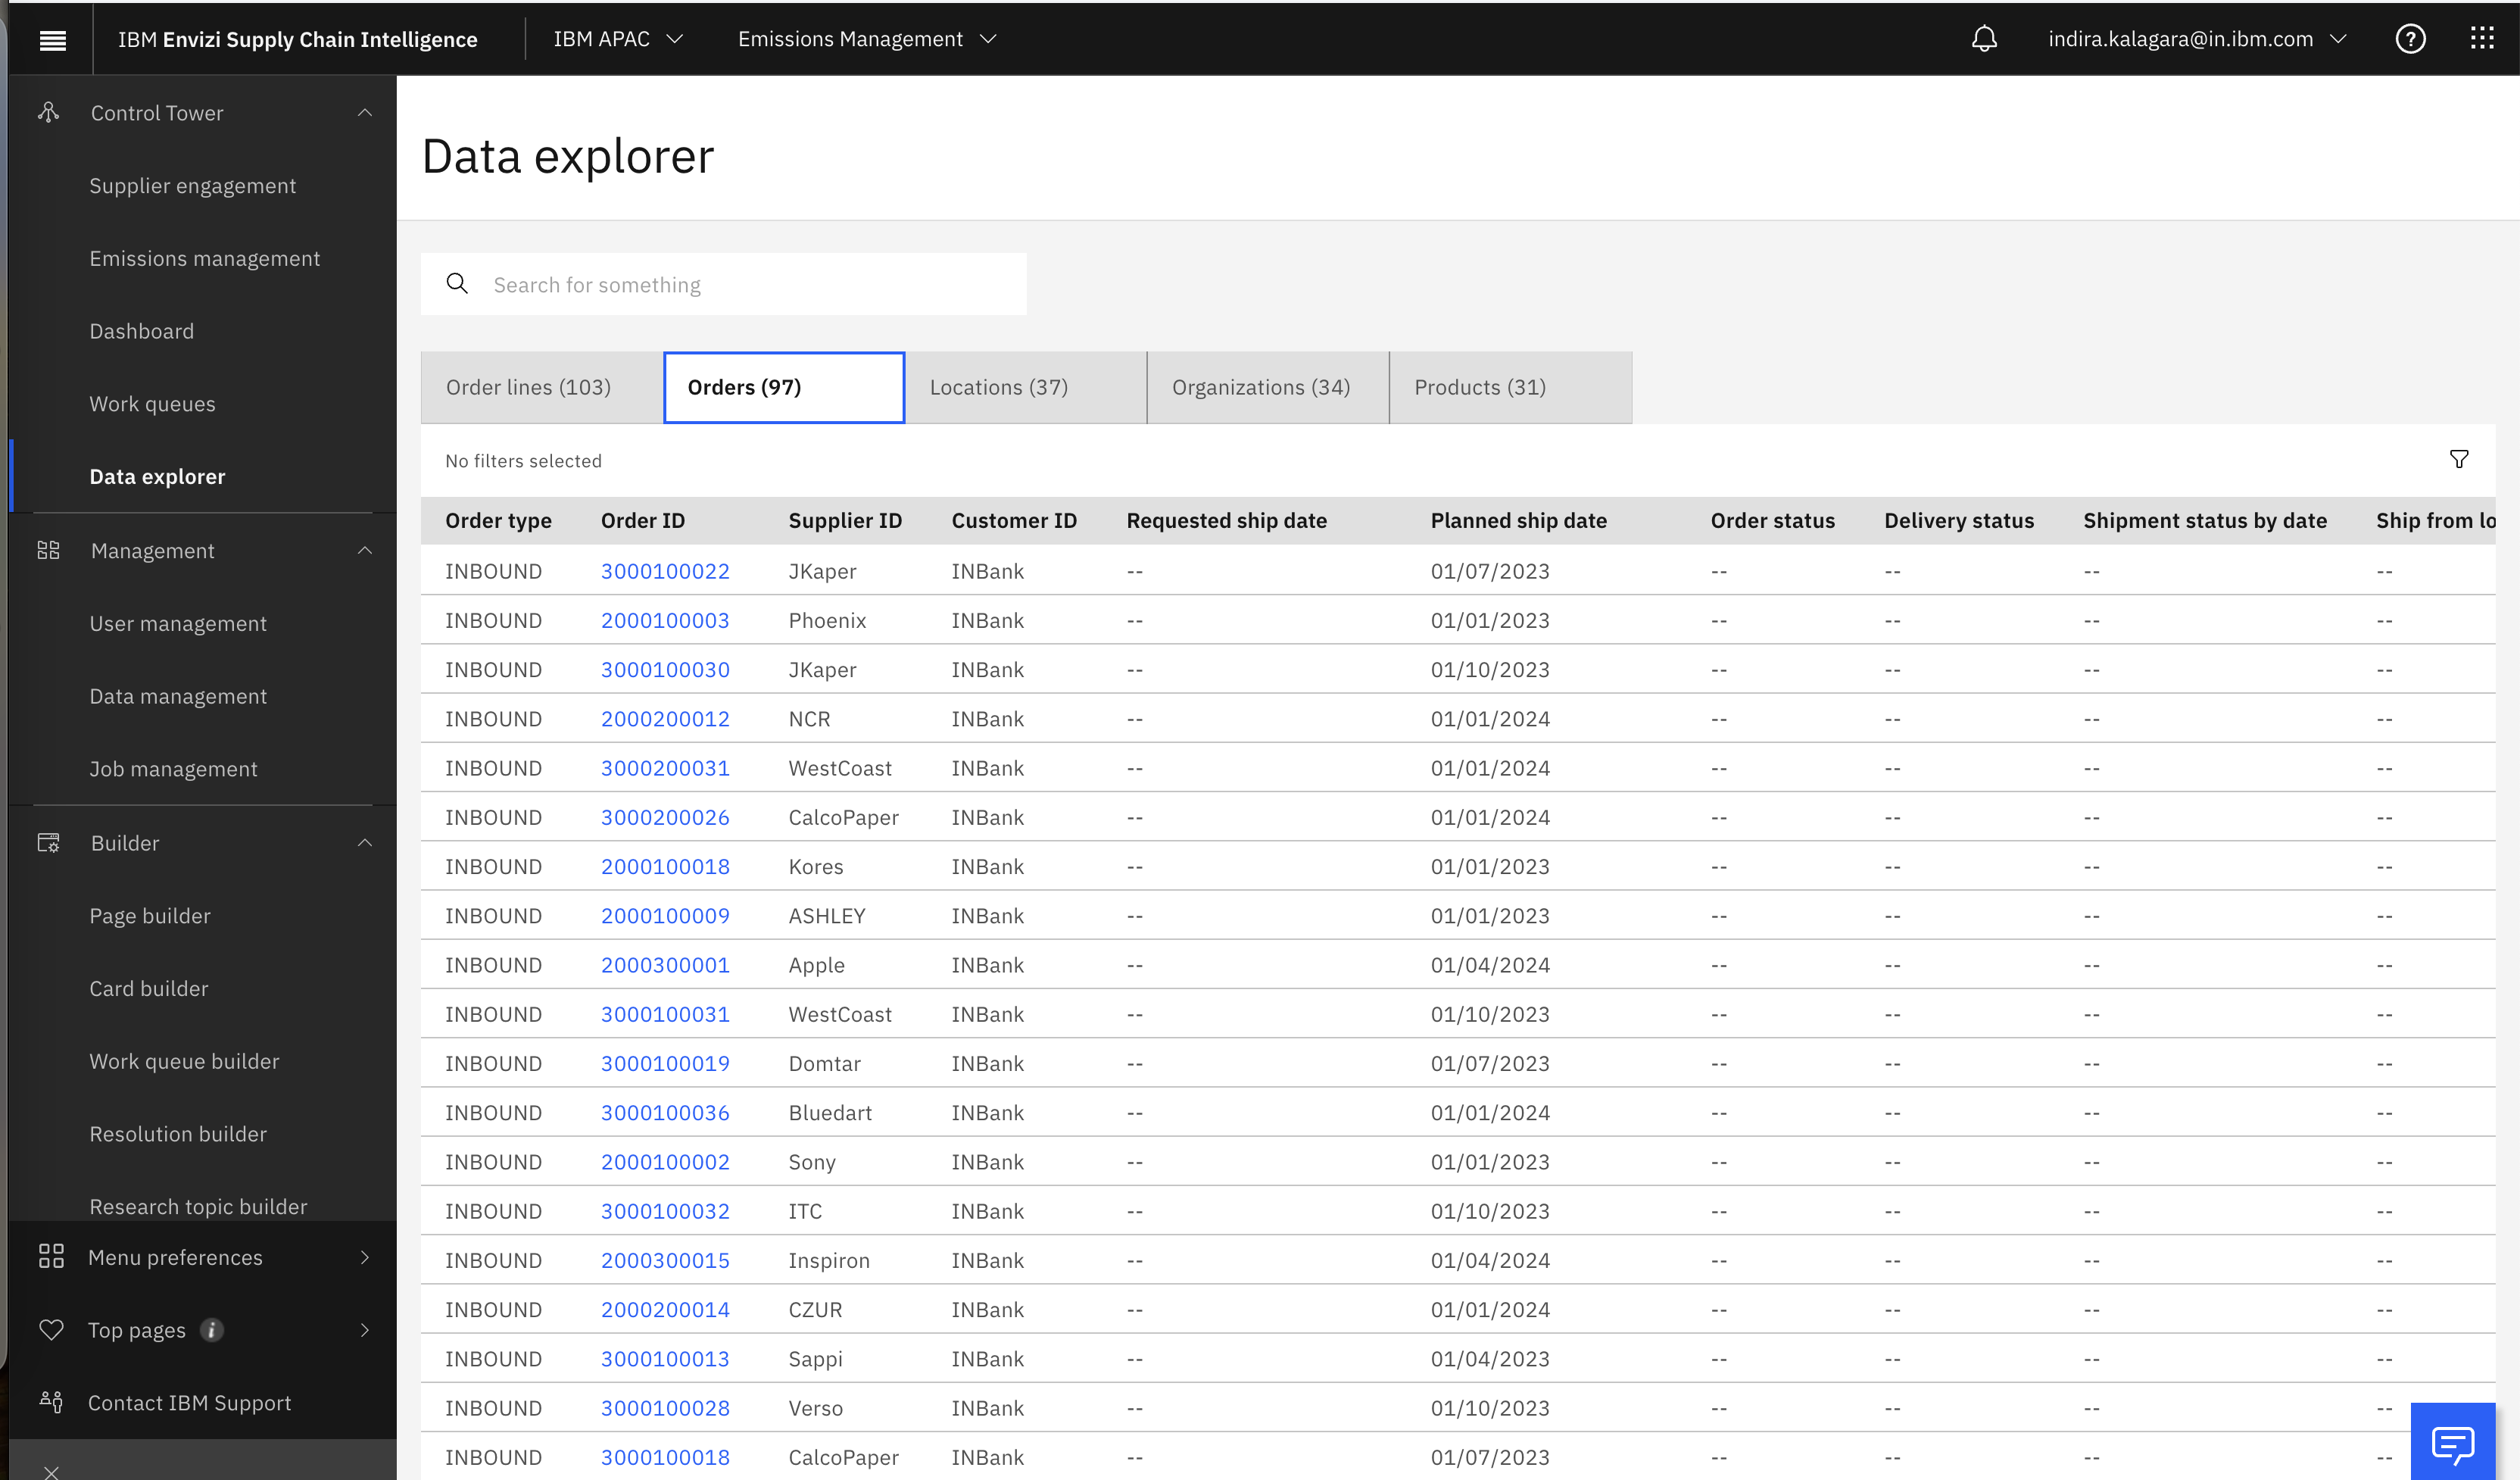 IBM Envizi Supply Chain Intelligence IBM APAC Emissions Management indira.kalagara@in.ibm.com
Control Tower
Supplier engagement
Emissions management
Dashboard
Work queues
Data explorer
Management
User management
Data management
Job management
Builder
Page builder
Card builder
Work queue builder
Resolution builder
Research topic builder
Menu preferences
Top pages
Contact IBM Support
Data explorer
Search for something
Order lines (103) Orders (97) Locations (37) Organizations (34) Products (31)
No filters selected
Order type Order ID Supplier ID Customer ID Requested ship date Planned ship date Order status Delivery status Shipment status by date Ship from lo
INBOUND 3000100022 JKaper INBank -- 01/07/2023 -- -- -- --
INBOUND 2000100003 Phoenix INBank -- 01/01/2023 -- -- -- --
INBOUND 3000100030 JKaper INBank -- 01/10/2023 -- -- -- --
INBOUND 2000200012 NCR INBank -- 01/01/2024 -- -- -- --
INBOUND 3000200031 WestCoast INBank -- 01/01/2024 -- -- -- --
INBOUND 3000200026 CalcoPaper INBank -- 01/01/2024 -- -- -- --
INBOUND 2000100018 Kores INBank -- 01/01/2023 -- -- -- --
INBOUND 2000100009 ASHLEY INBank -- 01/01/2023 -- -- -- --
INBOUND 2000300001 Apple INBank -- 01/04/2024 -- -- -- --
INBOUND 3000100031 WestCoast INBank -- 01/10/2023 -- -- -- --
INBOUND 3000100019 Domtar INBank -- 01/07/2023 -- -- -- --
INBOUND 3000100036 Bluedart INBank -- 01/01/2024 -- -- -- --
INBOUND 2000100002 Sony INBank -- 01/01/2023 -- -- -- --
INBOUND 3000100032 ITC INBank -- 01/10/2023 -- -- -- --
INBOUND 2000300015 Inspiron INBank -- 01/04/2024 -- -- -- --
INBOUND 2000200014 CZUR INBank -- 01/01/2024 -- -- -- --
INBOUND 3000100013 Sappi INBank -- 01/04/2023 -- -- -- --
INBOUND 3000100028 Verso INBank -- 01/10/2023 -- -- -- --
INBOUND 3000100018 CalcoPaper INBank -- 01/07/2023 -- -- -- --